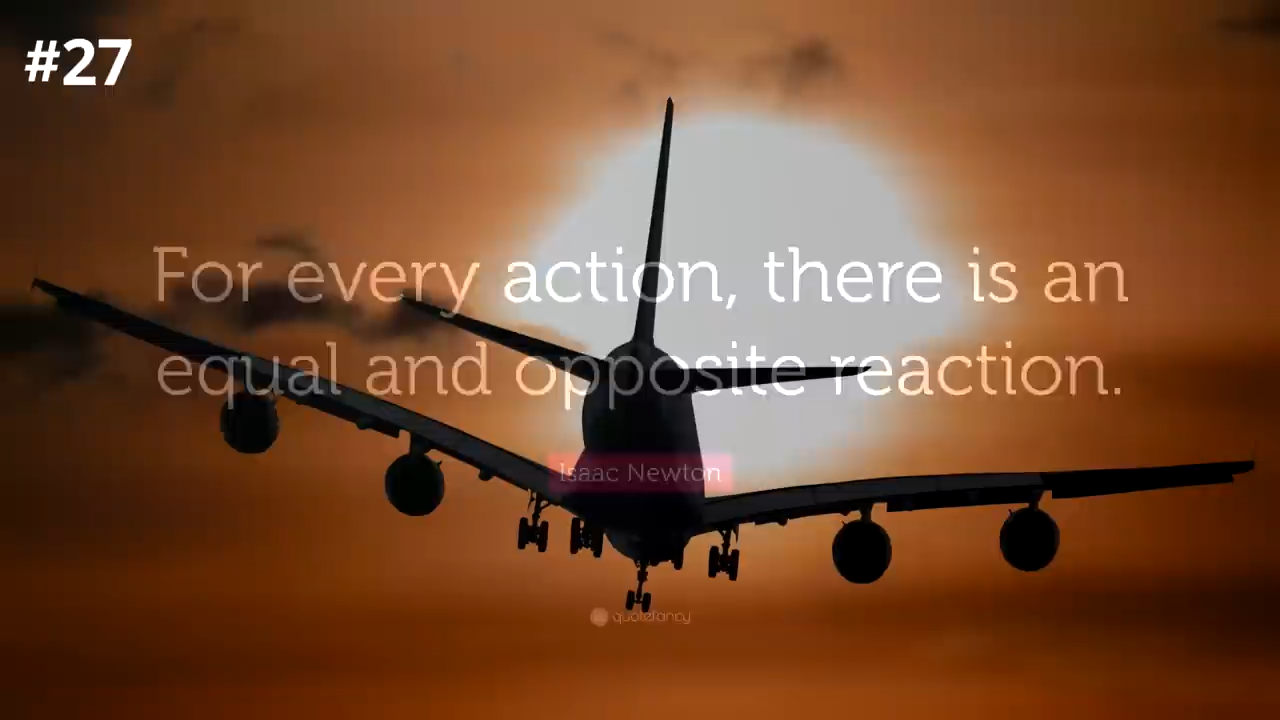 #27
For every action, there is an
equal and opposite reaction.
Isaac Newton
quotefancy